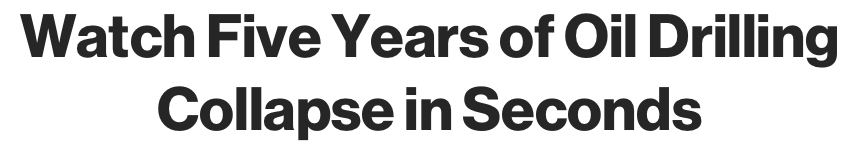 Watch Five Years of Oil Drilling
Collapse in Seconds